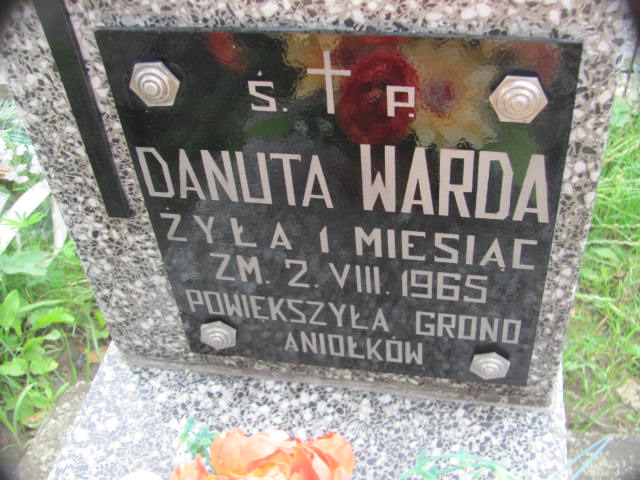 Ś. P.
DANUTA WARDA
ŻYŁA 1 MIESIĄC
ZM. 2. VIII. 1965
POWIĘKSZYŁA GRONO
ANIOŁKÓW